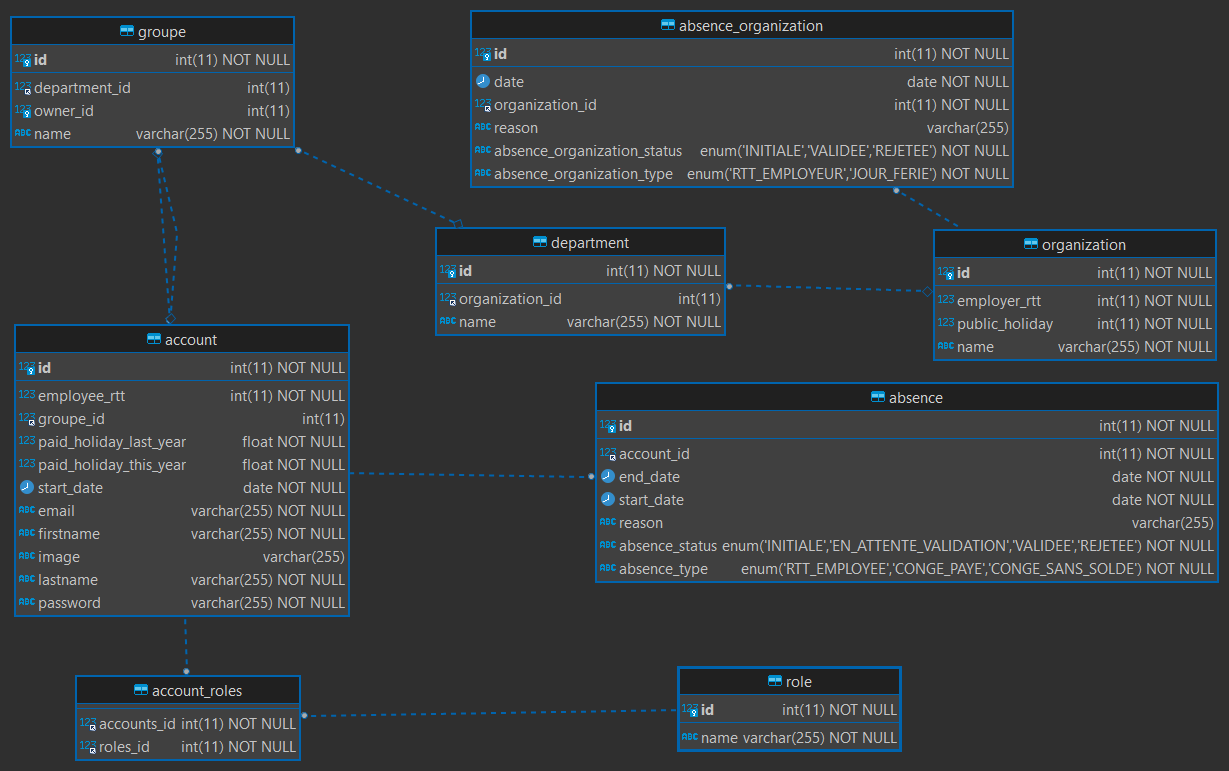 groupe
123 id int(11) NOT NULL
123 department_id int(11)
123 owner_id int(11)
ABC name varchar(255) NOT NULL
absence_organization
123 id int(11) NOT NULL
date date NOT NULL
123 organization_id int(11) NOT NULL
ABC reason varchar(255)
ABC absence_organization_status enum('INITIALE','VALIDEE','REJETEE') NOT NULL
ABC absence_organization_type enum('RTT_EMPLOYEUR','JOUR_FERIE') NOT NULL
department
123 id int(11) NOT NULL
123 organization_id int(11)
ABC name varchar(255) NOT NULL
organization
123 id int(11) NOT NULL
123 employer_rtt int(11) NOT NULL
123 public_holiday int(11) NOT NULL
ABC name varchar(255) NOT NULL
account
123 id int(11) NOT NULL
123 employee_rtt int(11) NOT NULL
123 groupe_id int(11)
123 paid_holiday_last_year float NOT NULL
123 paid_holiday_this_year float NOT NULL
start_date date NOT NULL
ABC email varchar(255) NOT NULL
ABC firstname varchar(255) NOT NULL
ABC image varchar(255)
ABC lastname varchar(255) NOT NULL
ABC password varchar(255) NOT NULL
absence
123 id int(11) NOT NULL
123 account_id int(11) NOT NULL
end_date date NOT NULL
start_date date NOT NULL
ABC reason varchar(255)
ABC absence_status enum('INITIALE','EN_ATTENTE_VALIDATION','VALIDEE','REJETEE') NOT NULL
ABC absence_type enum('RTT_EMPLOYEE','CONGE_PAYE','CONGE_SANS_SOLDE') NOT NULL
account_roles
123 accounts_id int(11) NOT NULL
123 roles_id int(11) NOT NULL
role
123 id int(11) NOT NULL
ABC name varchar(255) NOT NULL